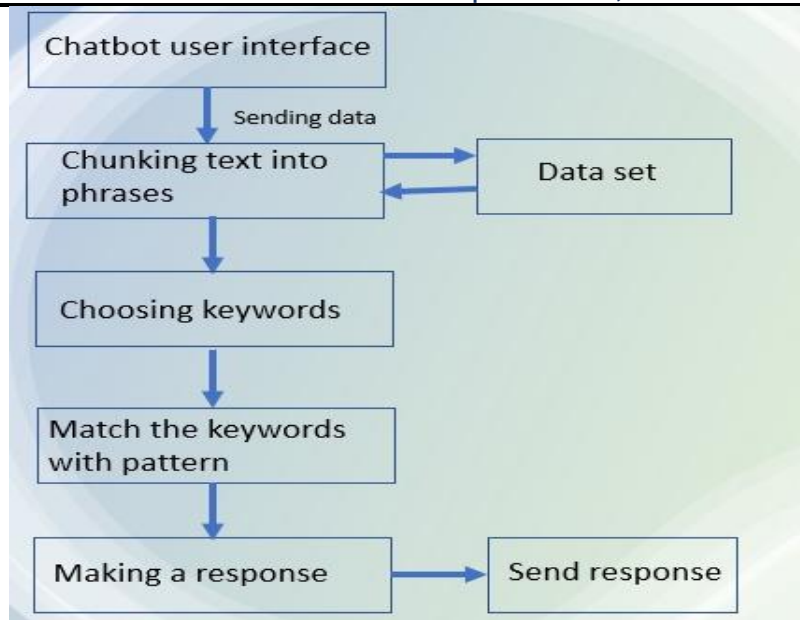 Chatbot user interface
Sending data
Chunking text into
phrases
Data set
Choosing keywords
Match the keywords
with pattern
Making a response
Send response